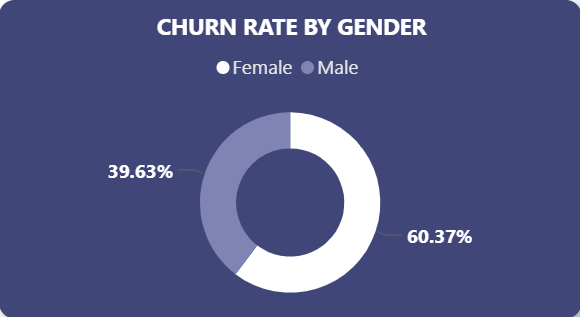 CHURN RATE BY GENDER
Female Male
39.63%
60.37%